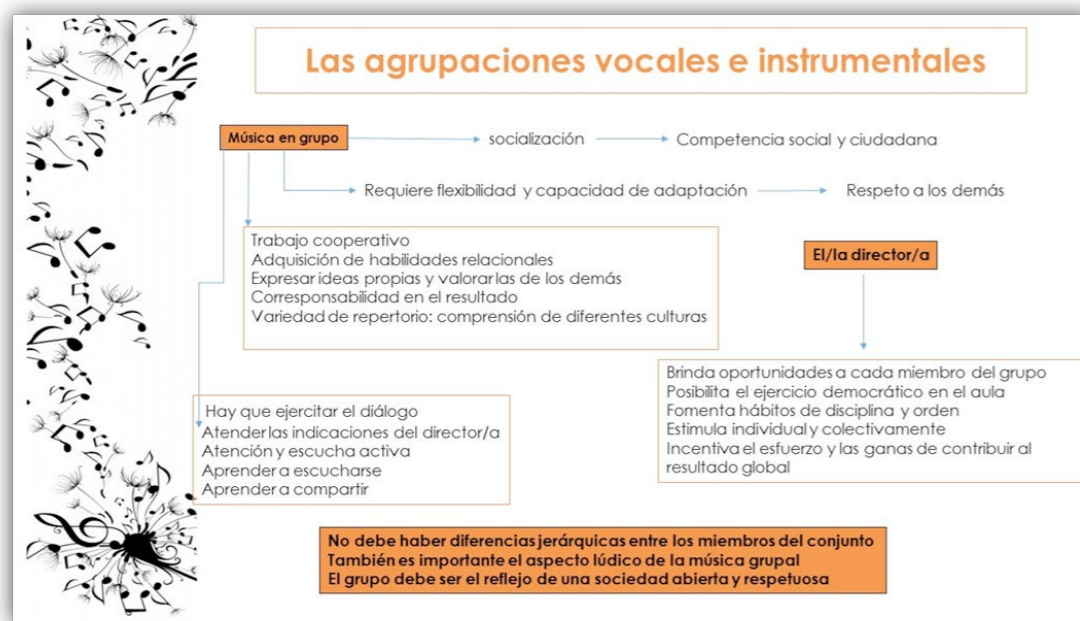 Las agrupaciones vocales e instrumentales
Música en grupo
socialización
Competencia social y ciudadana
Requiere flexibilidad y capacidad de adaptación
Respeto a los demás
Trabajo cooperativo
Adquisición de habilidades relacionales
Expresar ideas propias y valorar las de los demás
Corresponsabilidad en el resultado
Variedad de repertorio: comprensión de diferentes culturas
El/la director/a
Brinda oportunidades a cada miembro del grupo
Posibilita el ejercicio democrático en el aula
Fomenta hábitos de disciplina y orden
Estimula individual y colectivamente
Incentiva el esfuerzo y las ganas de contribuir al
resultado global
Hay que ejercitar el diálogo
Atender las indicaciones del director/a
Atención y escucha activa
Aprender a escucharse
Aprender a compartir
No debe haber diferencias jerárquicas entre los miembros del conjunto
También es importante el aspecto lúdico de la música grupal
El grupo debe ser el reflejo de una sociedad abierta y respetuosa